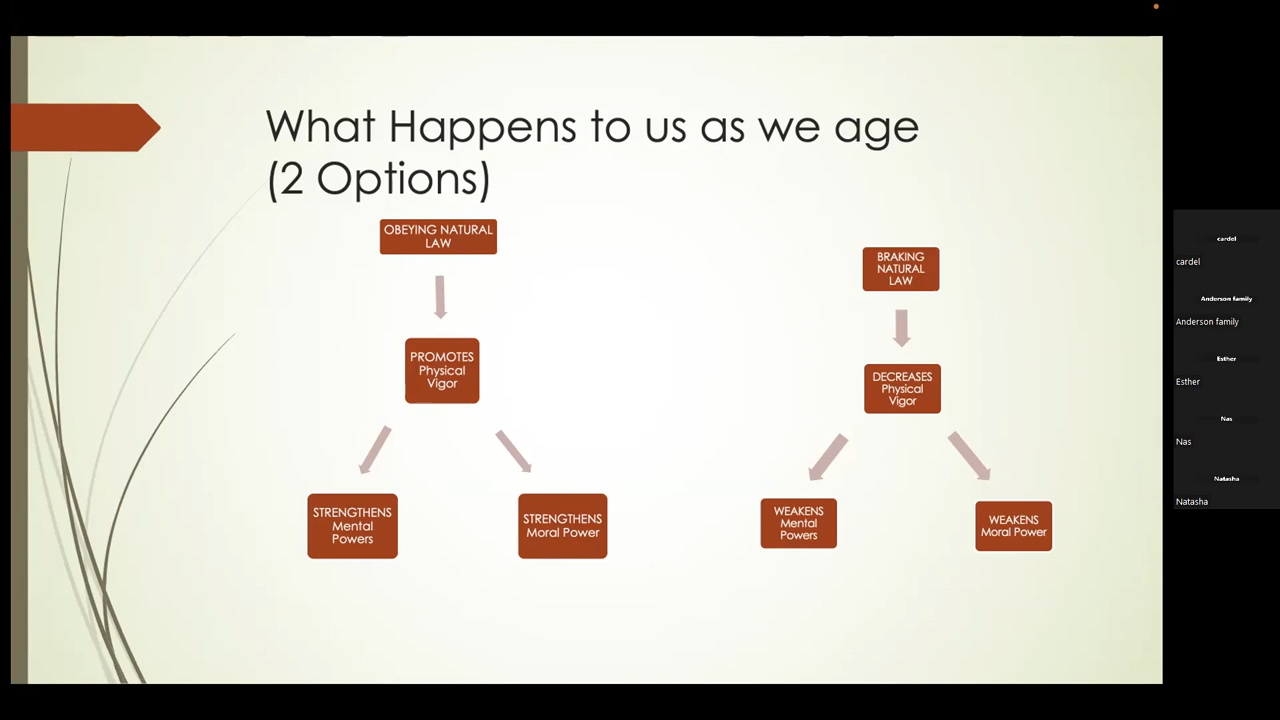 What Happens to us as we age
(2 Options)
OBEYING NATURAL
LAW
PROMOTES
Physical
Vigor
STRENGTHENS
Mental
Powers
STRENGTHENS
Moral Power
BRAKING
NATURAL
LAW
DECREASES
Physical
Vigor
WEAKENS
Mental
Powers
WEAKENS
Moral Power
cardel
cardel
Anderson family
Anderson family
Esther
Esther
Nas
Nas
Natasha
Natasha